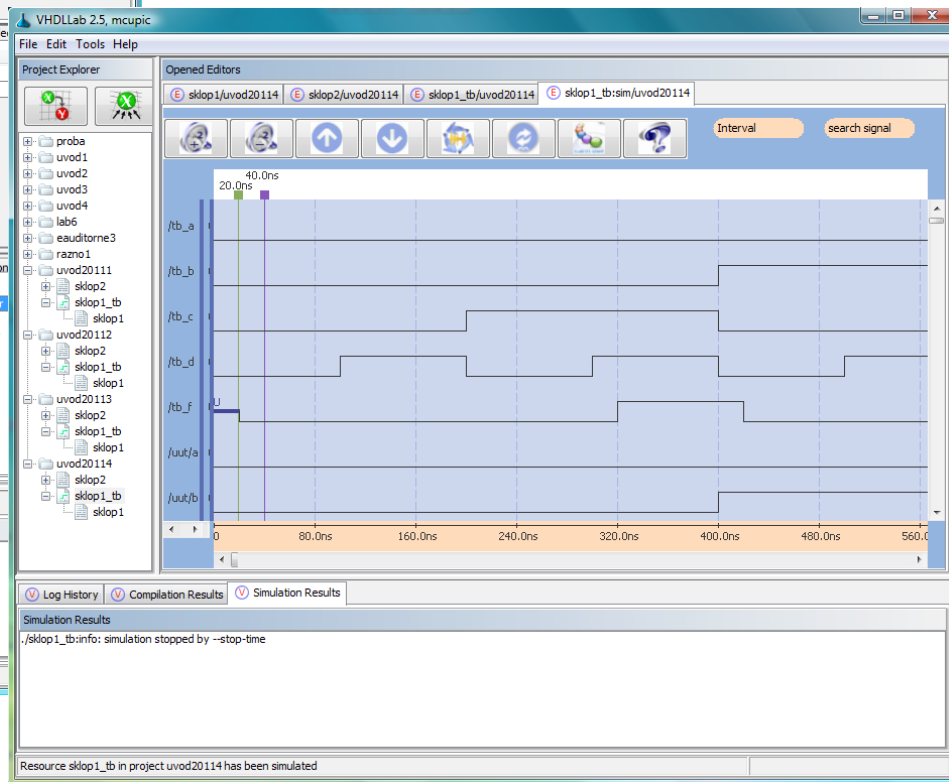 VHDLLab 2.5, mcupic
File Edit Tools Help
Project Explorer
Opened Editors
sklop1/uvod20114
sklop2/uvod20114
sklop1_tb/uvod20114
sklop1_tb:sim/uvod20114
Interval
search signal
proba
uvod1
uvod2
uvod3
uvod4
lab6
eauditorne3
razno1
uvod20111
sklop2
sklop1_tb
sklop1
uvod20112
sklop2
sklop1_tb
sklop1
uvod20113
sklop2
sklop1_tb
sklop1
uvod20114
sklop2
sklop1_tb
sklop1
40.0ns
20.0ns
/tb_a
/tb_b
/tb_c
/tb_d
/tb_f
U
/uut/a
/uut/b
0 80.0ns 160.0ns 240.0ns 320.0ns 400.0ns 480.0ns 560.0
Log History
Compilation Results
Simulation Results
Simulation Results
./sklop1_tb:info: simulation stopped by --stop-time
Resource sklop1_tb in project uvod20114 has been simulated